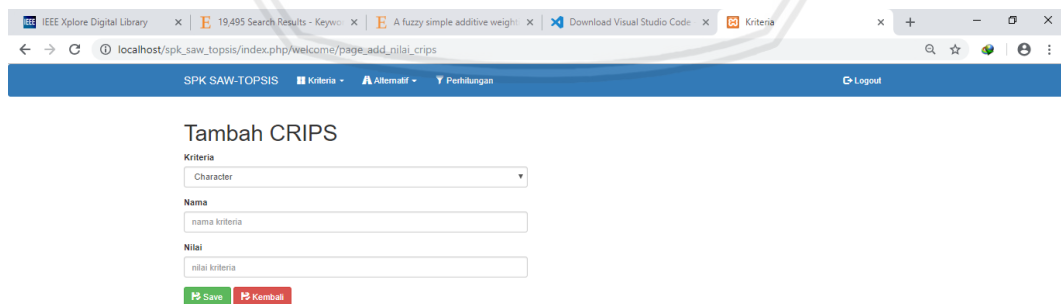 IEEE IEEE Xplore Digital Library
E 19,495 Search Results - Keywo
E A fuzzy simple additive weight
Download Visual Studio Code -
Kriteria
localhost/spk_saw_topsis/index.php/welcome/page_add_nilai_crips
SPK SAW-TOPSIS Kriteria Alternatif Perhitungan Logout
Tambah CRIPS
Kriteria
Character
Nama
nama kriteria
Nilai
nilai kriteria
Save Kembali